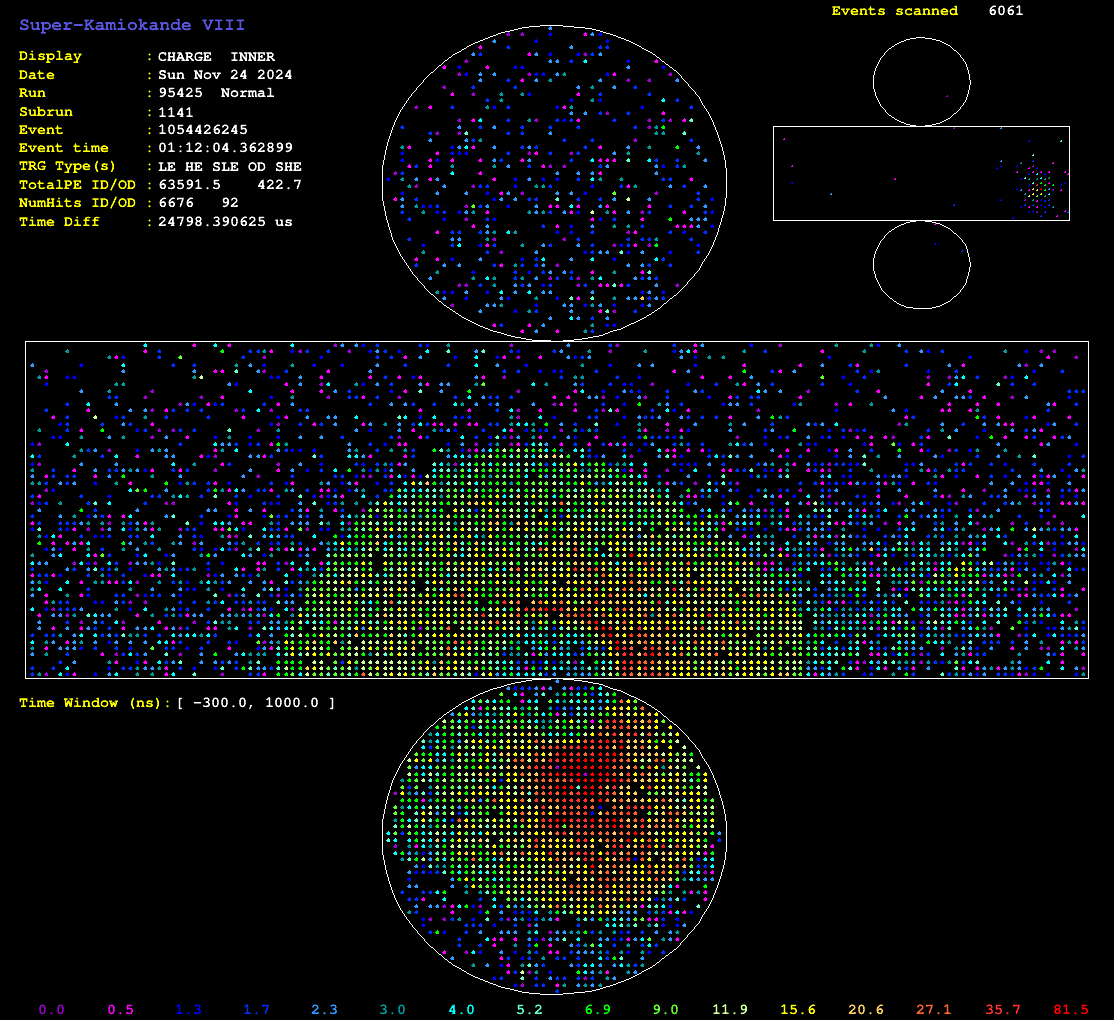 Super-Kamiokande VIII
Events scanned 6061
Display : CHARGE INNER
Date : Sun Nov 24 2024
Run : 95425 Normal
Subrun : 1141
Event : 1054426245
Event time : 01:12:04.362899
TRG Type(s) : LE HE SLE OD SHE
TotalPE ID/OD : 63591.5 422.7
NumHits ID/OD : 6676 92
Time Diff : 24798.390625 us
Time Window (ns): [ -300.0, 1000.0 ]
0.0 0.5 1.3 1.7 2.3 3.0 4.0 5.2 6.9 9.0 11.9 15.6 20.6 27.1 35.7 81.5